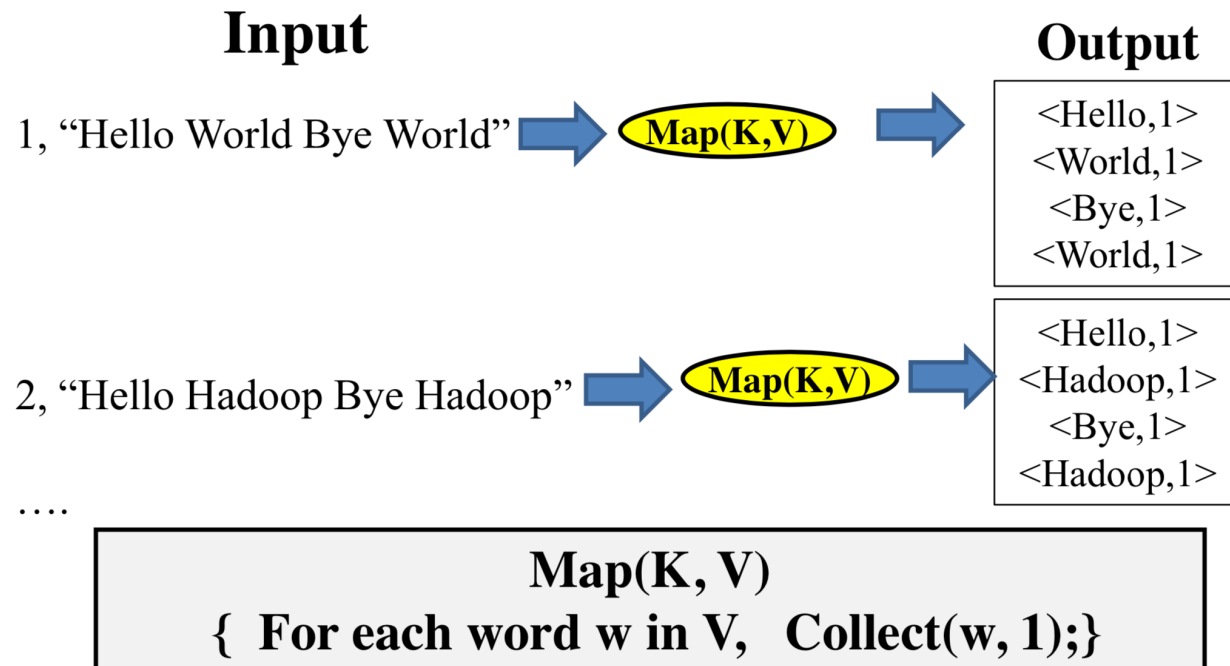 Input
Output
1, “Hello World Bye World”
Map(K,V)
<Hello,1>
<World,1>
<Bye,1>
<World,1>
2, “Hello Hadoop Bye Hadoop”
Map(K,V)
<Hello,1>
<Hadoop,1>
<Bye,1>
<Hadoop,1>
….
Map(K, V)
{ For each word w in V, Collect(w, 1);}